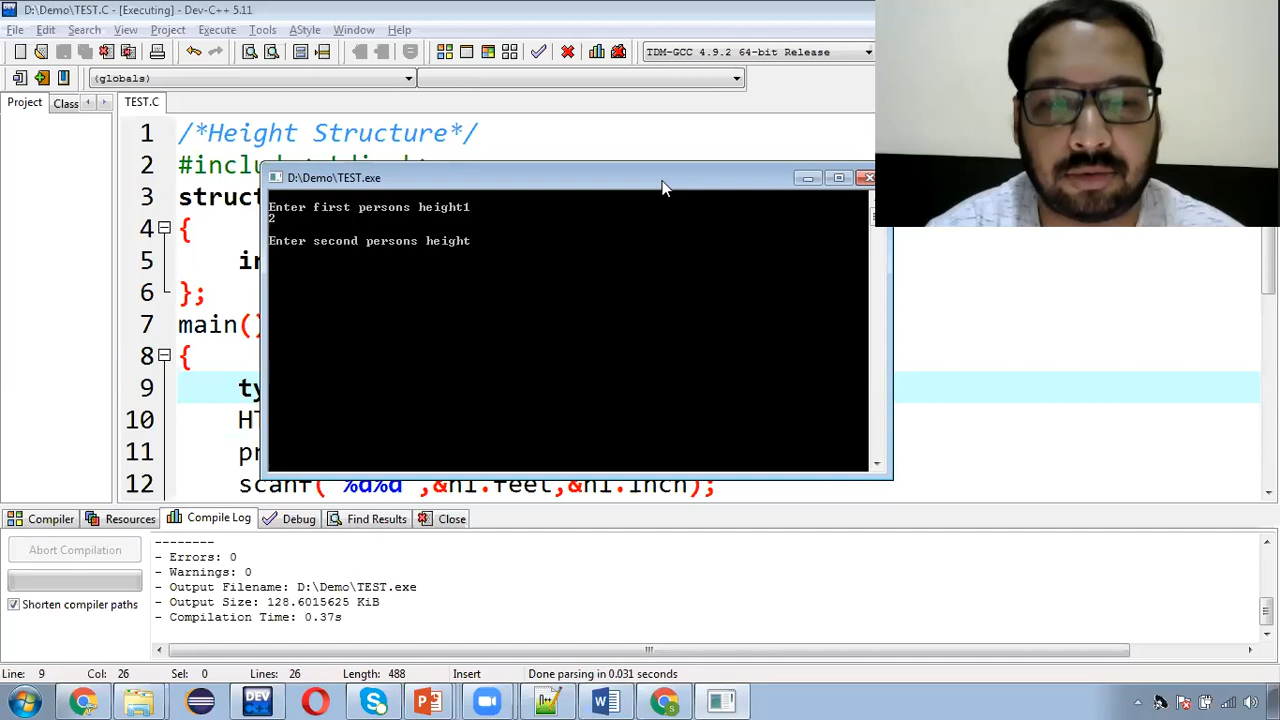 D:\Demo\TEST.C - [Executing] - Dev-C++ 5.11
File Edit Search View Project Execute Tools AStyle Window Help
TDM-GCC 4.9.2 64-bit Release
(globals)
Project Class TEST.C
1 /*Height Structure*/
2 #inclu
3 struct
4 {
5 in
6 };
7 main()
8 {
9 ty
10 HT
11 pr
12 scanf("%d%d",&h1.feet,&h1.inch);
D:\Demo\TEST.exe
Enter first persons height1
2
Enter second persons height
Compiler Resources Compile Log Debug Find Results Close
Abort Compilation
Shorten compiler paths
--------
- Errors: 0
- Warnings: 0
- Output Filename: D:\Demo\TEST.exe
- Output Size: 128.6015625 KiB
- Compilation Time: 0.37s
Line: 9 Col: 26 Sel: 0 Lines: 26 Length: 488 Insert Done parsing in 0.031 seconds
DEV